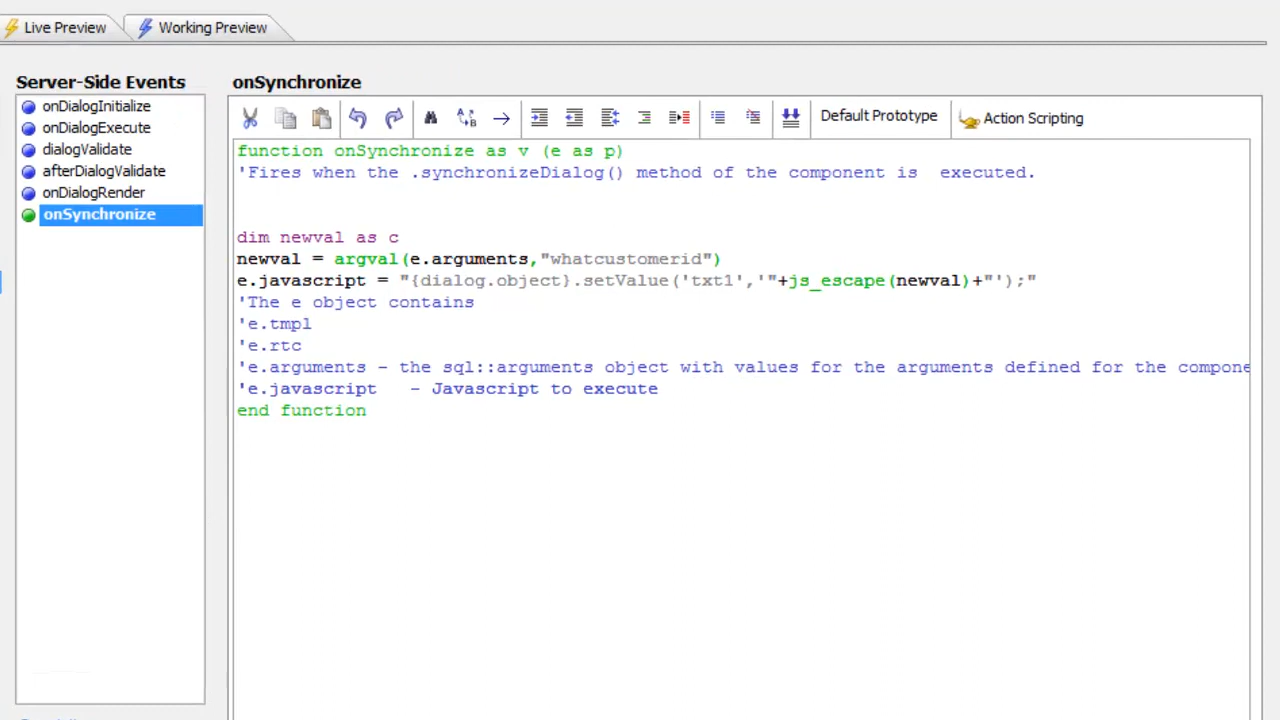 Live Preview Working Preview
Server-Side Events
onDialogInitialize
onDialogExecute
dialogValidate
afterDialogValidate
onDialogRender
onSynchronize
onSynchronize
Default Prototype Action Scripting
function onSynchronize as v (e as p)
'Fires when the .synchronizeDialog() method of the component is  executed.
dim newval as c
newval = argval(e.arguments,"whatcustomerid")
e.javascript = "{dialog.object}.setValue('txt1','"+js_escape(newval)+"');"
'The e object contains
'e.tmpl
'e.rtc
'e.arguments - the sql::arguments object with values for the arguments defined for the compone
'e.javascript   - Javascript to execute
end function